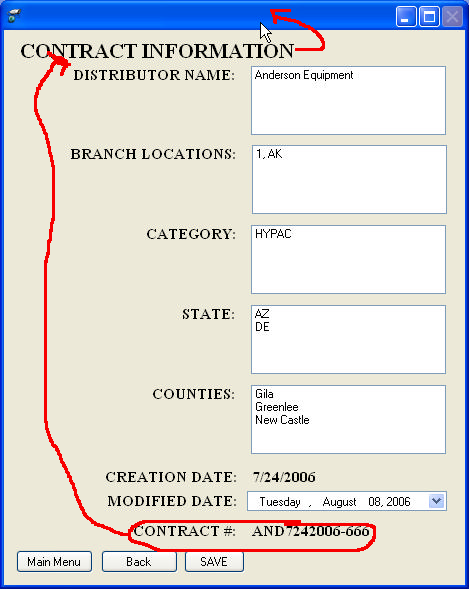 CONTRACT INFORMATION
DISTRIBUTOR NAME: Anderson Equipment
BRANCH LOCATIONS: 1, AK
CATEGORY: HYPAC
STATE: AZ
DE
COUNTIES: Gila
Greenlee
New Castle
CREATION DATE: 7/24/2006
MODIFIED DATE: Tuesday , August 08, 2006
CONTRACT #: AND7242006-666
Main Menu Back SAVE